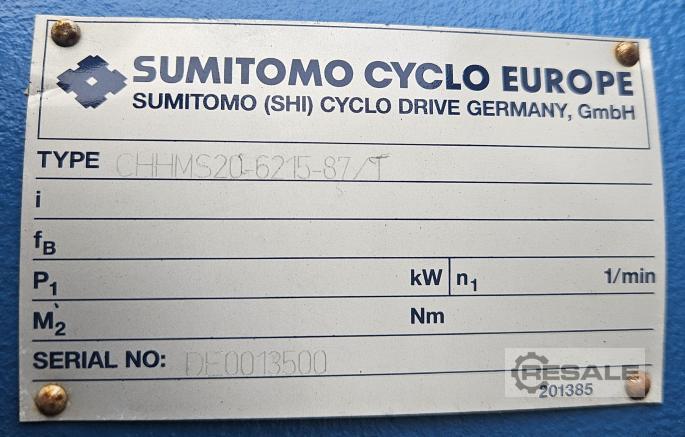 SUMITOMO CYCLO EUROPE
SUMITOMO (SHI) CYCLO DRIVE GERMANY, GmbH
TYPE CHHMS20-6215-87/T
i
fB
P1 kW n1 1/min
M2 Nm
SERIAL NO: DE0013500
RESALE
201385